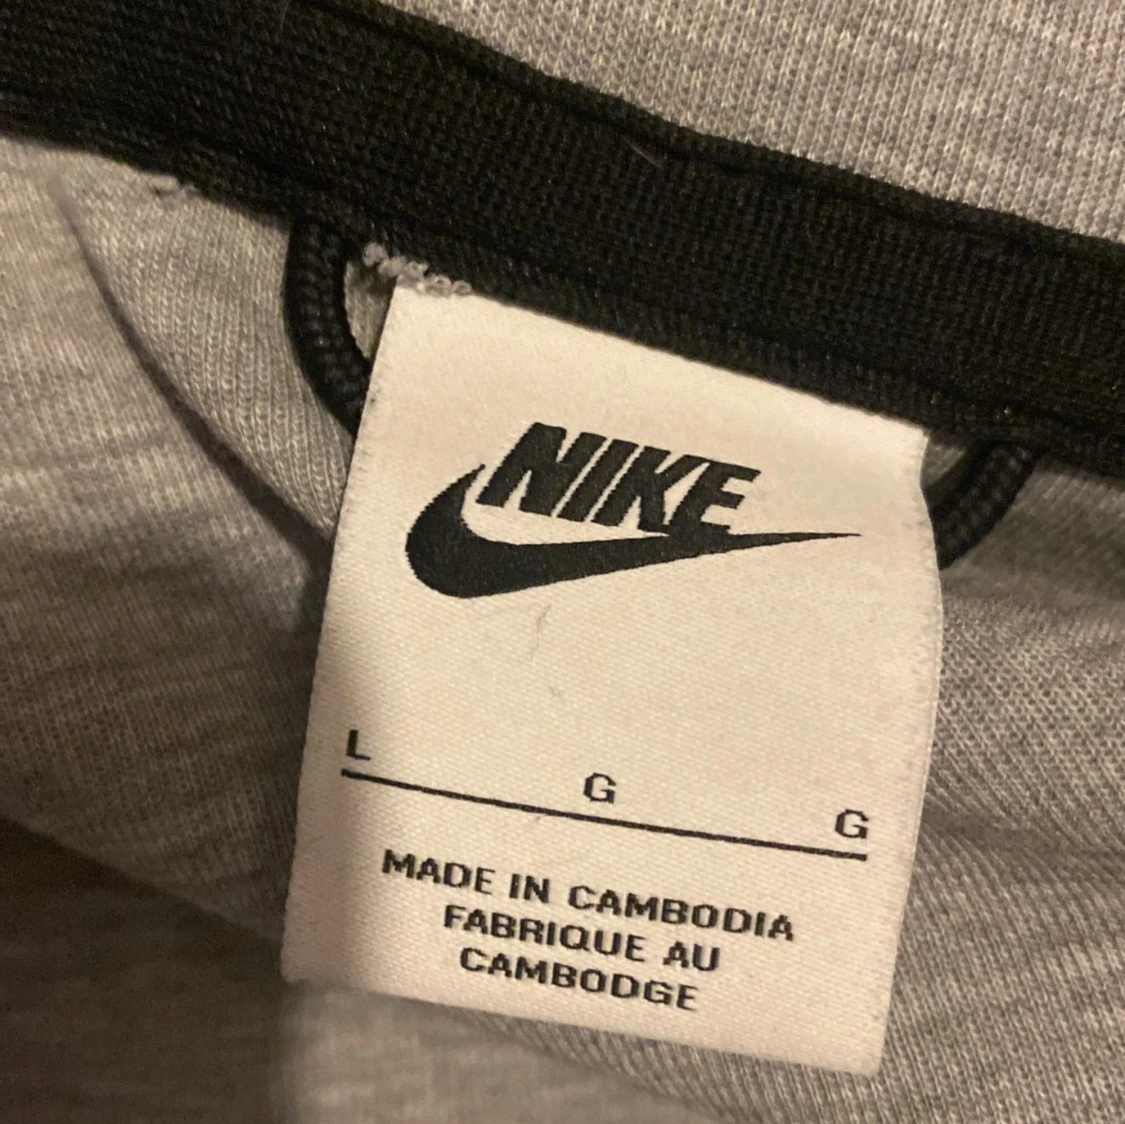 NIKE
L G G
MADE IN CAMBODIA
FABRIQUE AU
CAMBODGE